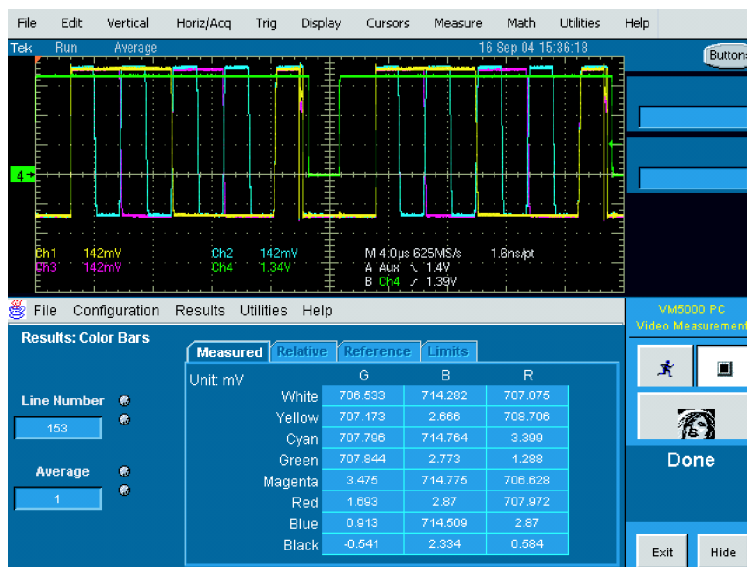 File Edit Vertical Horiz/Acq Trig Display Cursors Measure Math Utilities Help
Tek Run Average 16 Sep 04 15:36:18
Buttons
4
Ch1 142mV Ch2 142mV M 4.0µs 625MS/s 1.6ns/pt
Ch3 142mV Ch4 1.34V A Aux 1.4V
B Ch4 1.39V
File Configuration Results Utilities Help
VM5000 PC
Video Measurement
Results: Color Bars
Measured Relative Reference Limits
Unit: mV G B R
White 706.533 714.282 707.075
Line Number
Yellow 707.173 2.666 708.706
153
Cyan 707.796 714.764 3.399
Green 707.844 2.773 1.288
Done
Average
Magenta 3.475 714.775 706.628
1
Red 1.693 2.87 707.972
Blue 0.913 714.509 2.87
Black -0.541 2.334 0.584
Exit Hide